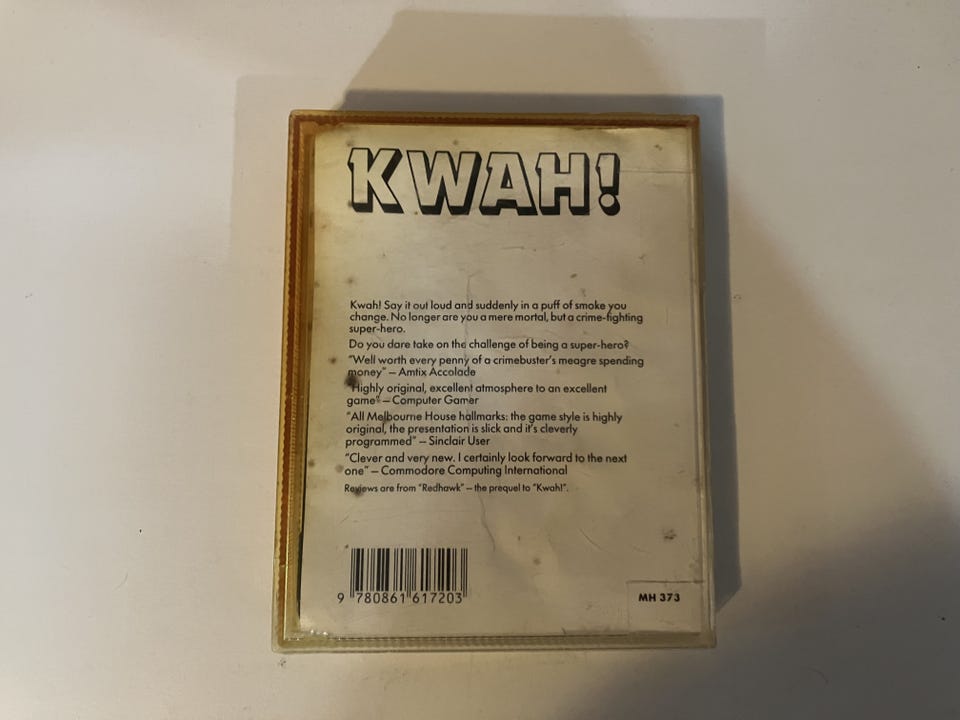 KWAH!
Kwah! Say it out loud and suddenly in a puff of smoke you
change. No longer are you a mere mortal, but a crime-fighting
super-hero.
Do you dare take on the challenge of being a super-hero?
"Well worth every penny of a crimebuster's meagre spending
money" – Amtix Accolade
"Highly original, excellent atmosphere to an excellent
game" – Computer Gamer
"All Melbourne House hallmarks: the game style is highly
original, the presentation is slick and it's cleverly
programmed" – Sinclair User
"Clever and very new. I certainly look forward to the next
one" – Commodore Computing International
Reviews are from "Redhawk" – the prequel to "Kwah!".
9 780861 617203
MH 373